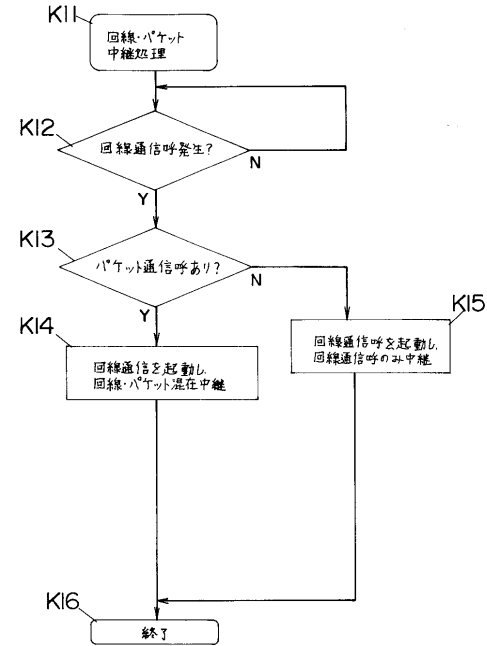 K11
回線・パケット
中継処理
K12
回線通信呼発生?
N
Y
K13
パケット通信呼あり?
N
Y
K14
回線通信を起動し、
回線・パケット混在中継
K15
回線通信呼を起動し、
回線通信呼のみ中継
K16
終了